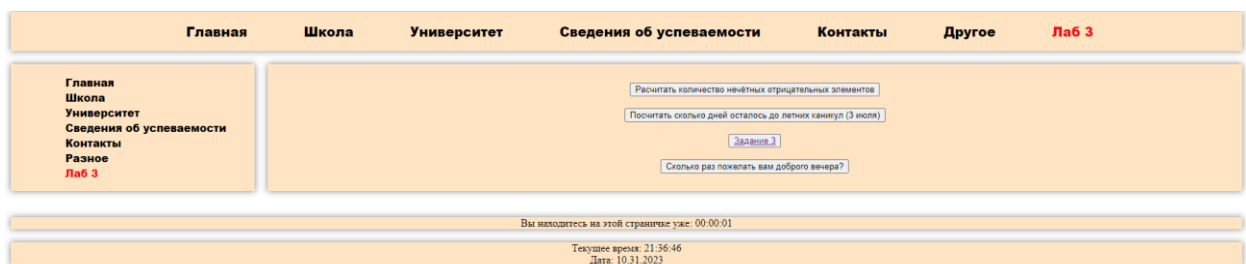 Главная Школа Университет Сведения об успеваемости Контакты Другое Лаб 3
Главная
Школа
Университет
Сведения об успеваемости
Контакты
Разное
Лаб 3
Расчитать количество нечётных отрицательных элементов
Посчитать сколько дней осталось до летних каникул (3 июля)
Задание 3
Сколько раз пожелать вам доброго вечера?
Вы находитесь на этой страничке уже: 00:00:01
Текущее время: 21:36:46
Дата: 10.31.2023